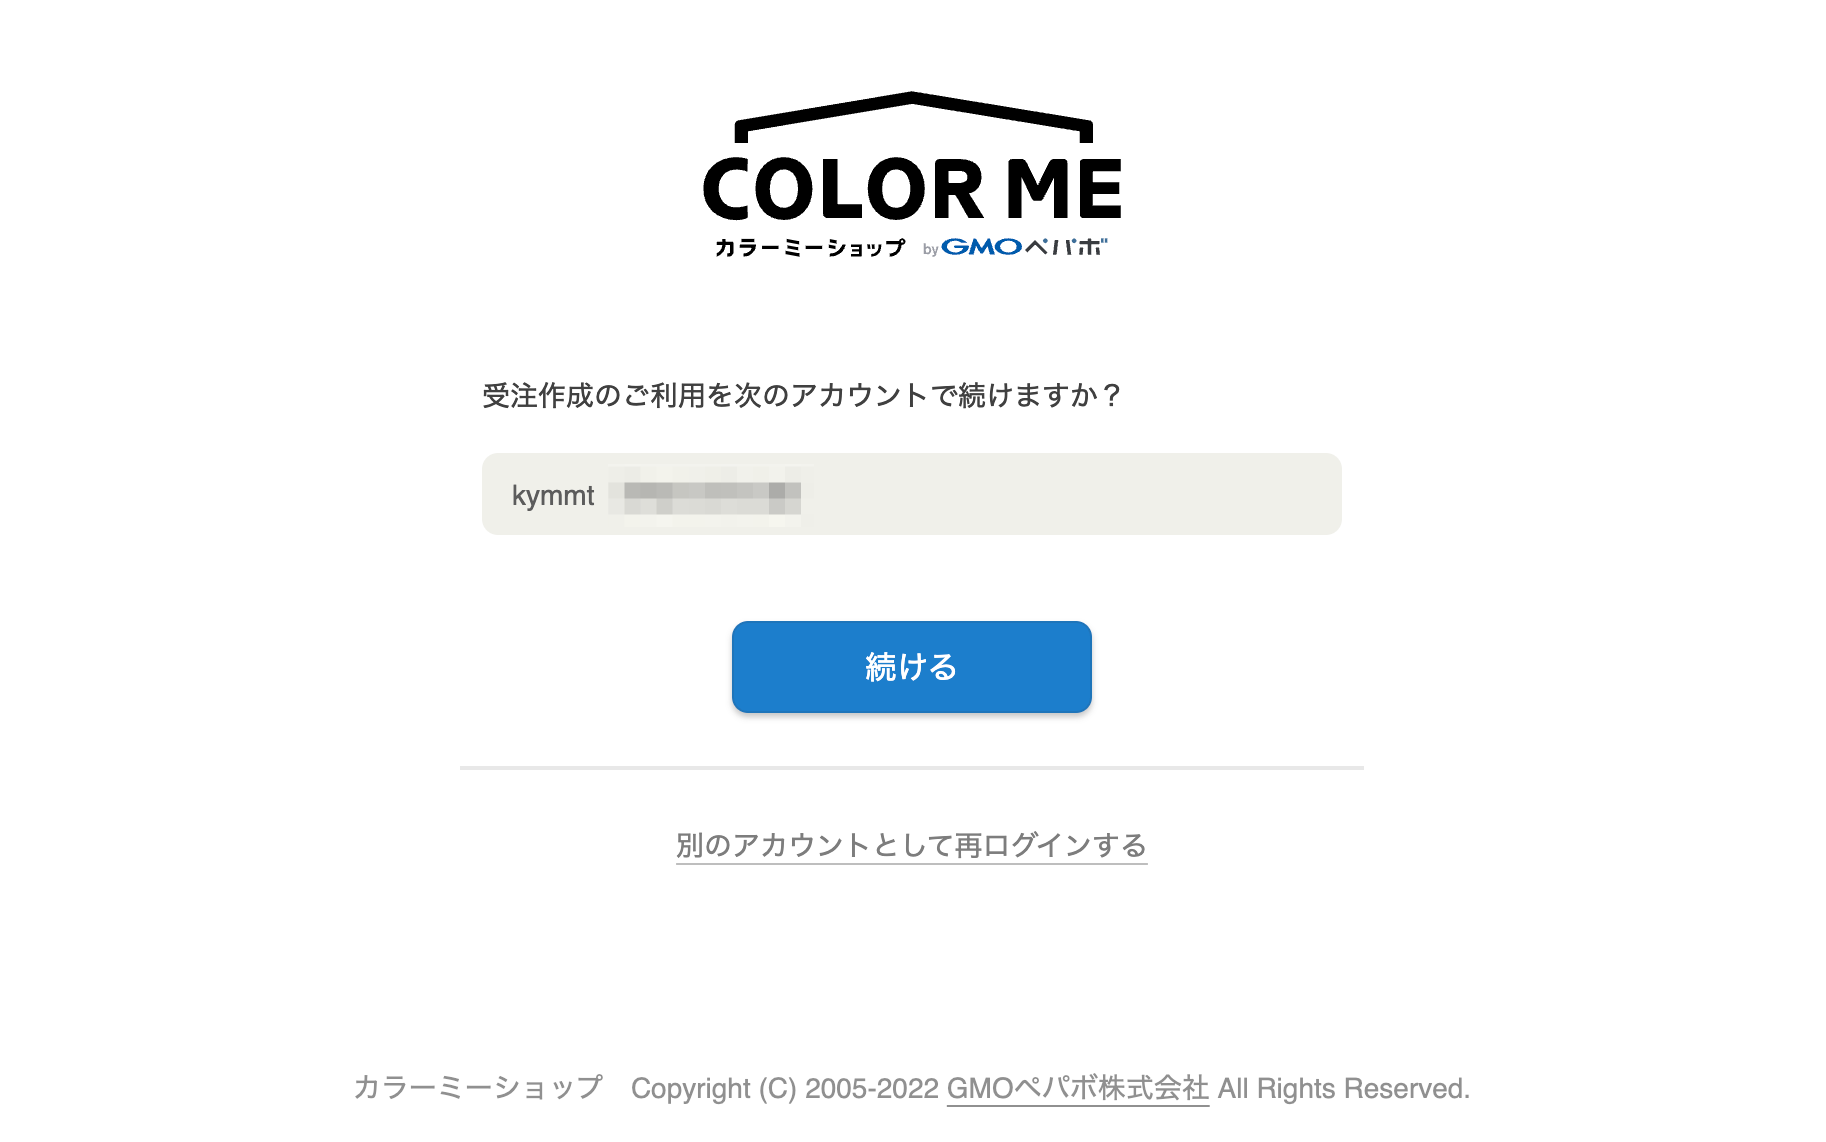 COLOR ME
カラーミーショップ by GMOペパボ
受注作成のご利用を次のアカウントで続けますか？
kymmt
続ける
別のアカウントとして再ログインする
カラーミーショップ Copyright (C) 2005-2022 GMOペパボ株式会社 All Rights Reserved.